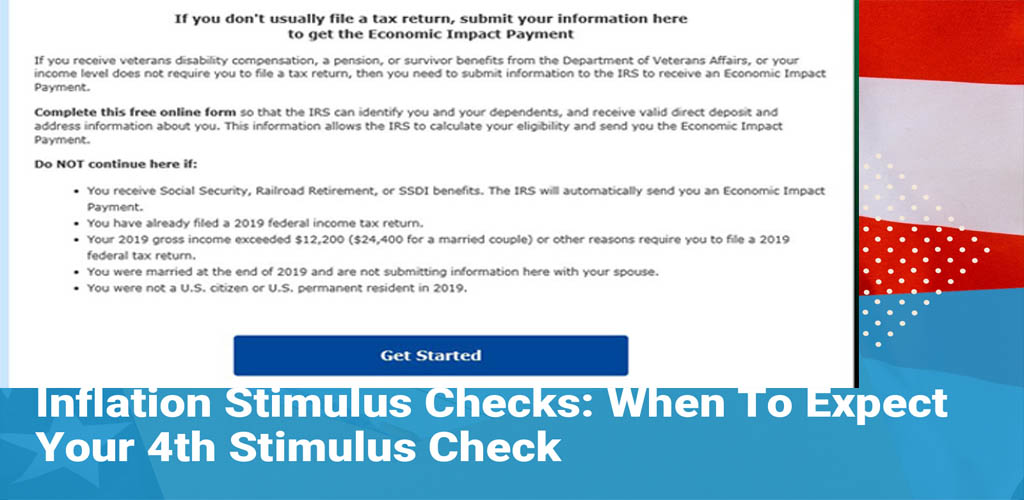 If you don't usually file a tax return, submit your information here
to get the Economic Impact Payment
If you receive veterans disability compensation, a pension, or survivor benefits from the Department of Veterans Affairs, or your
income level does not require you to file a tax return, then you need to submit information to the IRS to receive an Economic Impact
Payment.
Complete this free online form so that the IRS can identify you and your dependents, and receive valid direct deposit and
address information about you. This information allows the IRS to calculate your eligibility and send you the Economic Impact
Payment.
Do NOT continue here if:
• You receive Social Security, Railroad Retirement, or SSDI benefits. The IRS will automatically send you an Economic Impact
Payment.
• You have already filed a 2019 federal income tax return.
• Your 2019 gross income exceeded $12,200 ($24,400 for a married couple) or other reasons require you to file a 2019
federal tax return.
• You were married at the end of 2019 and are not submitting information here with your spouse.
• You were not a U.S. citizen or U.S. permanent resident in 2019.
Get Started
Inflation Stimulus Checks: When To Expect
Your 4th Stimulus Check